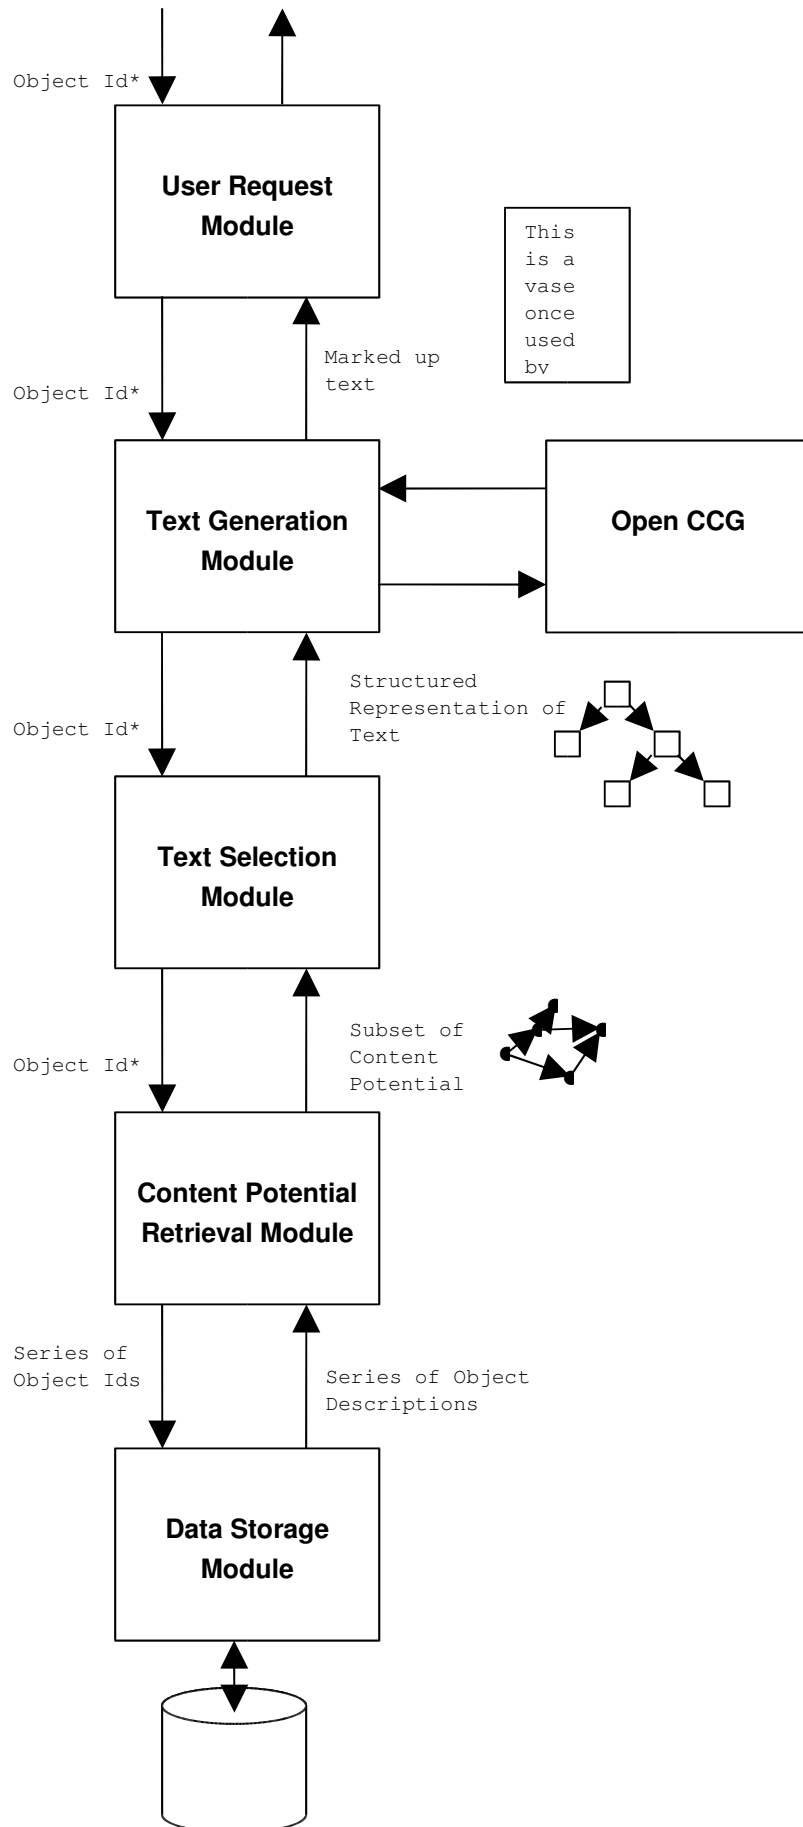 Object Id*
User Request
Module
This
is a
vase
once
used
Marked up
text
Object Id*
Text Generation
Module
Open CCG
Structured
Representation of
Text
Object Id*
Text Selection
Module
Subset of
Content
Potential
Object Id*
Content Potential
Retrieval Module
Series of
Object Ids
Series of Object
Descriptions
Data Storage
Module